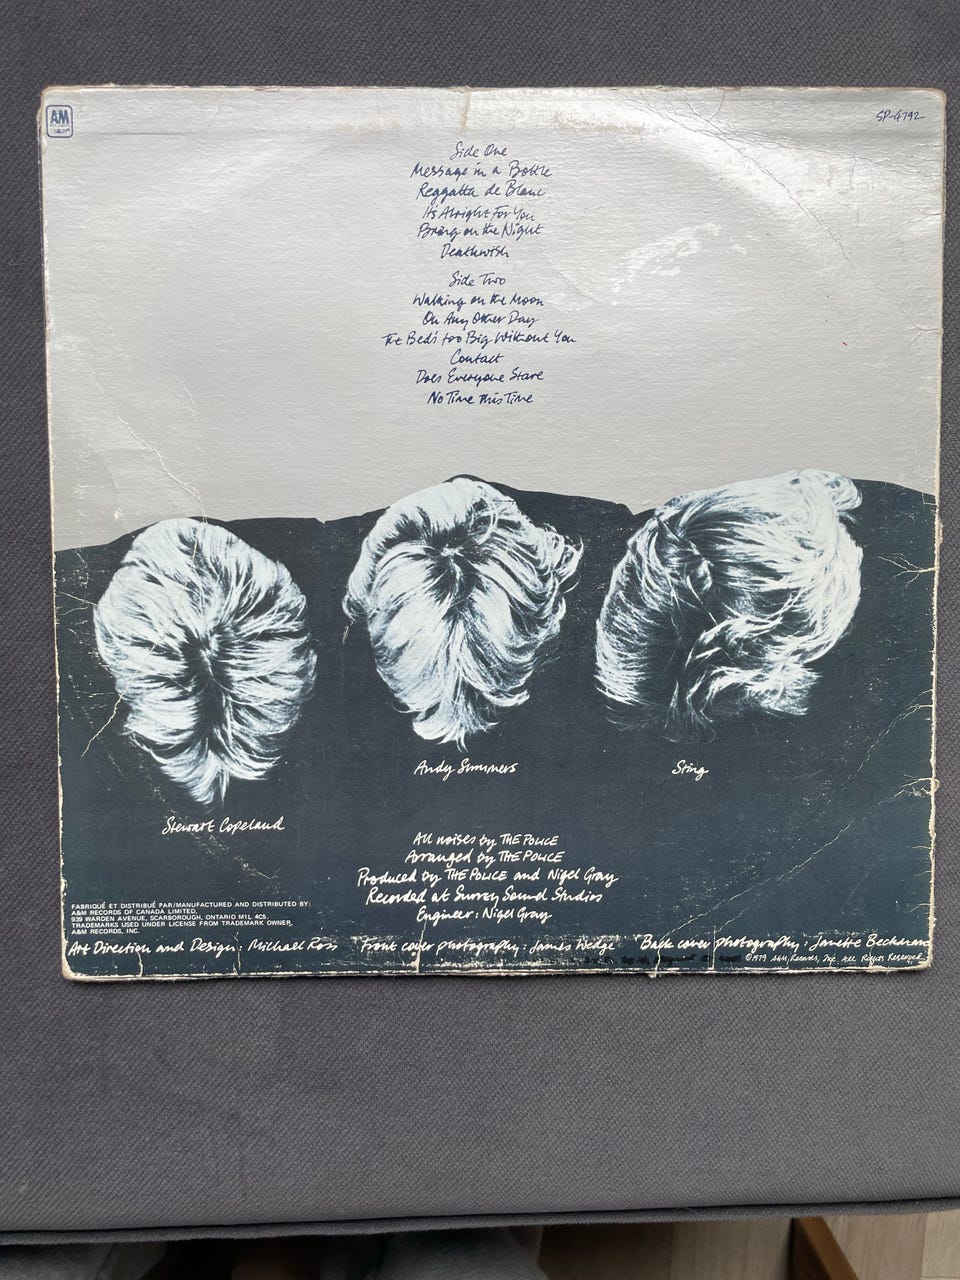 AM
RECORDS
SP-4792
Side One
Message in a Bottle
Reggatta de Blanc
It's Alright For You
Bring on the Night
Deathwish
Side Two
Walking on the Moon
On Any Other Day
The Bed's too Big Without You
Contact
Does Everyone Stare
No Time this Time
Andy Summers
Sting
Stewart Copeland
All noises by THE POLICE
Arranged by THE POLICE
Produced by THE POLICE and Nigel Gray
Recorded at Surrey Sound Studios
Engineer: Nigel Gray
FABRIQUÉ ET DISTRIBUÉ PAR/MANUFACTURED AND DISTRIBUTED BY:
A&M RECORDS OF CANADA LIMITED,
939 WARDEN AVENUE, SCARBOROUGH, ONTARIO M1L 4C5.
TRADEMARKS USED UNDER LICENSE FROM TRADEMARK OWNER,
A&M RECORDS, INC.
Art Direction and Design: Michael Ross Front cover photography: James Wedge Back cover photography: Janette Beckman
©1979 A&M Records, Inc. All Rights Reserved